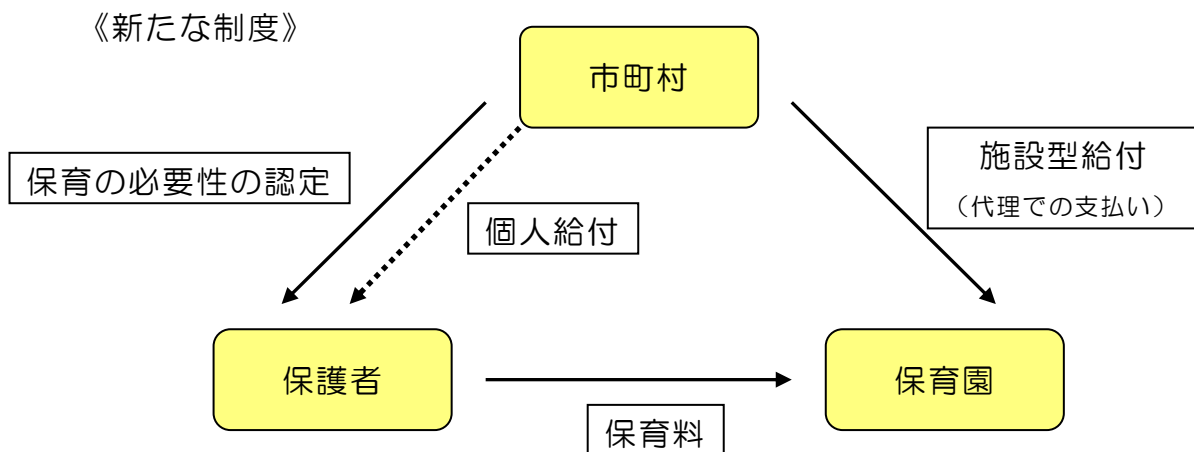 《新たな制度》
市町村
保育の必要性の認定
施設型給付
（代理での支払い）
個人給付
保護者
保育園
保育料